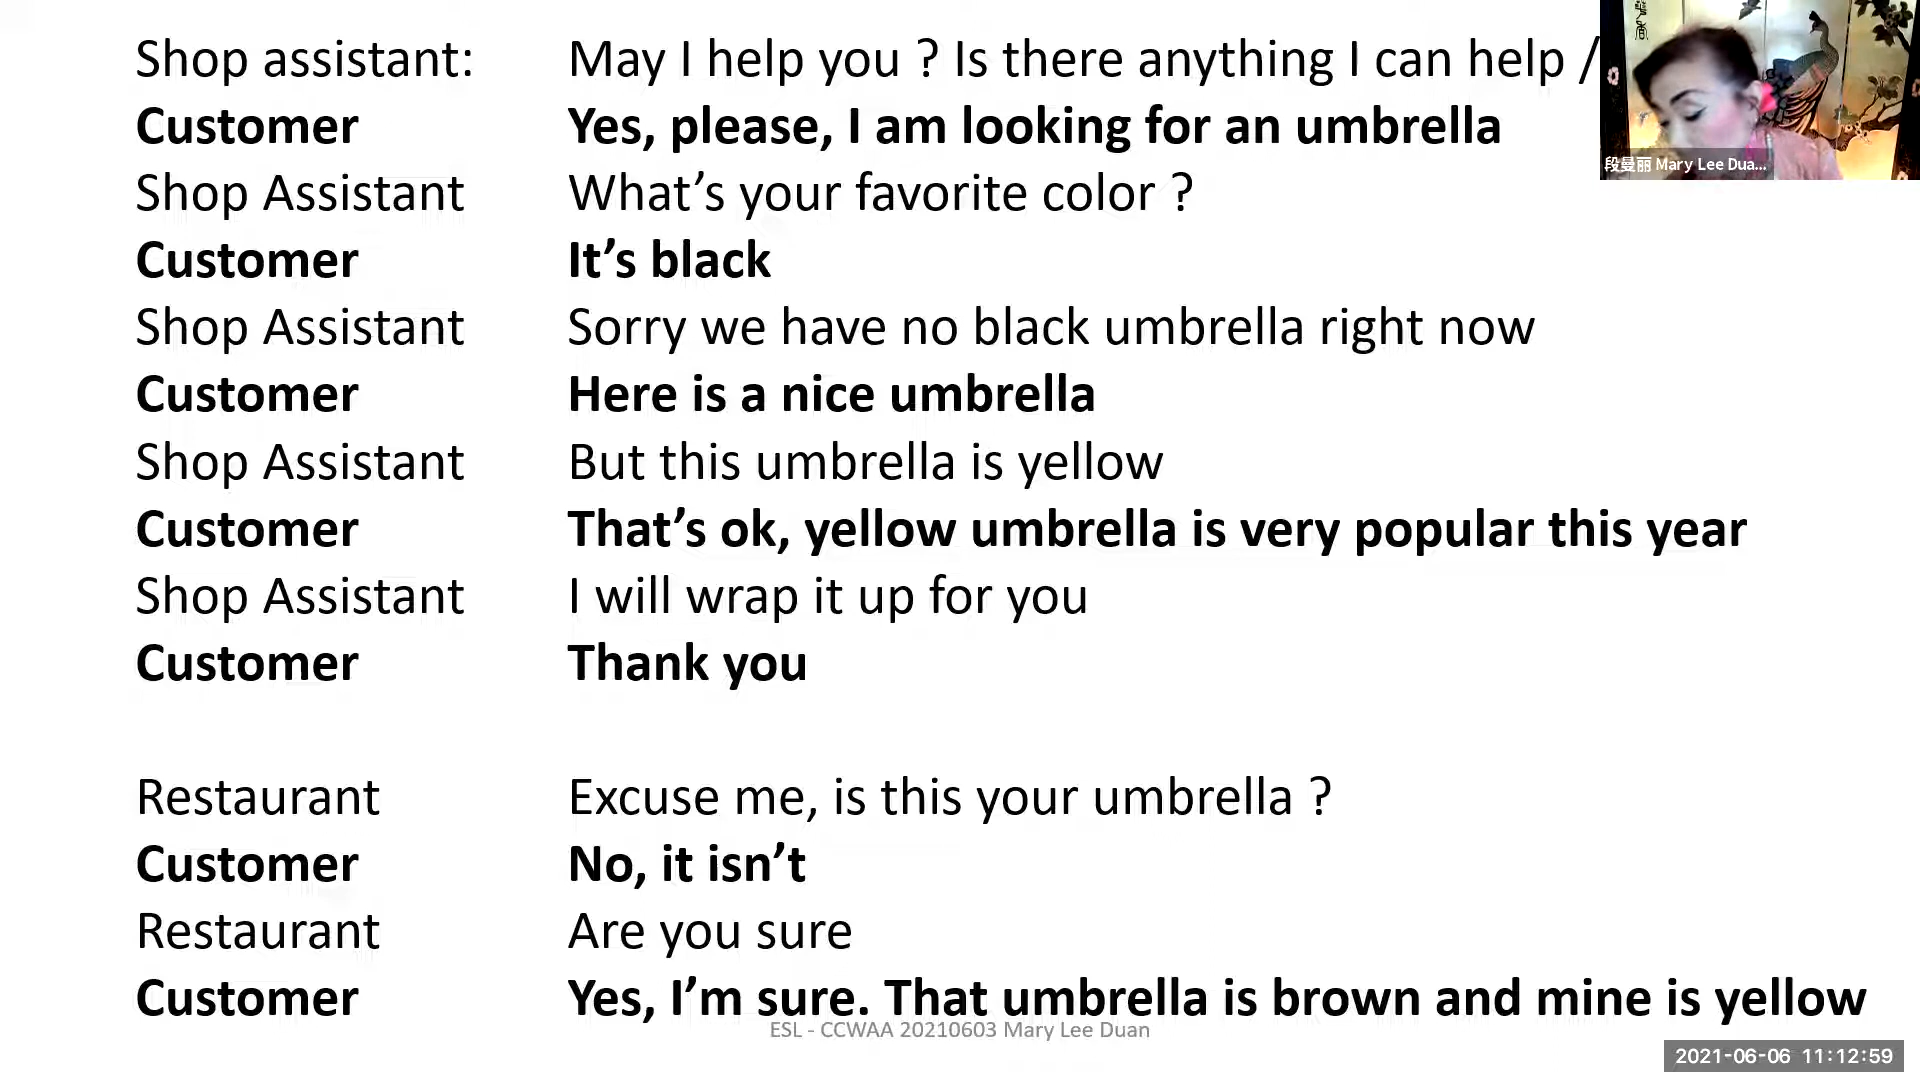 Shop assistant: May I help you ? Is there anything I can help /
Customer Yes, please, I am looking for an umbrella
Shop Assistant What’s your favorite color ?
Customer It’s black
Shop Assistant Sorry we have no black umbrella right now
Customer Here is a nice umbrella
Shop Assistant But this umbrella is yellow
Customer That’s ok, yellow umbrella is very popular this year
Shop Assistant I will wrap it up for you
Customer Thank you
Restaurant Excuse me, is this your umbrella ?
Customer No, it isn’t
Restaurant Are you sure
Customer Yes, I’m sure. That umbrella is brown and mine is yellow
ESL - CCWAA 20210603 Mary Lee Duan
段曼丽 Mary Lee Dua...
2021-06-06 11:12:59